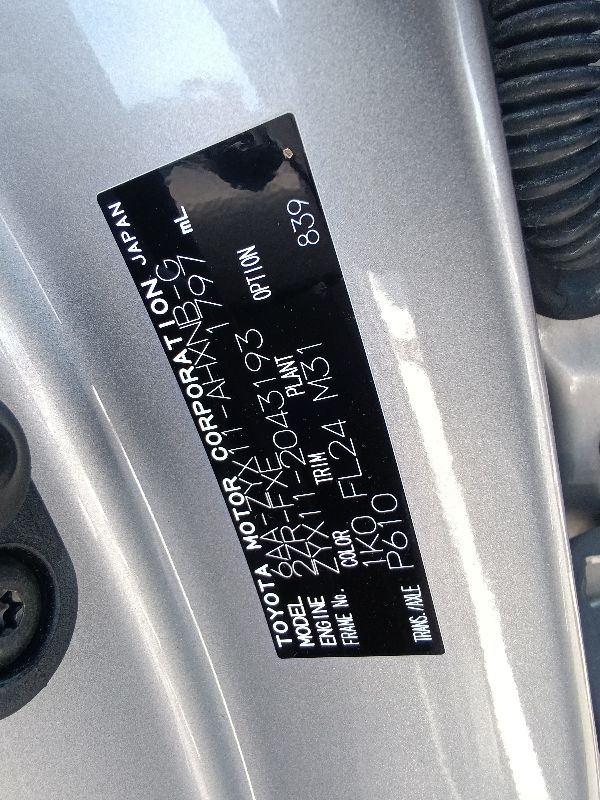 TOYOTA MOTOR CORPORATION JAPAN
MODEL 6AA-ZYX11-AHXNB-G
ENGINE 2ZR-FXE 1797 mL
FRAME No. ZYX11-2043193
COLOR TRIM PLANT OPTION
1K0 FL24 M31 839
TRANS./AXLE P610